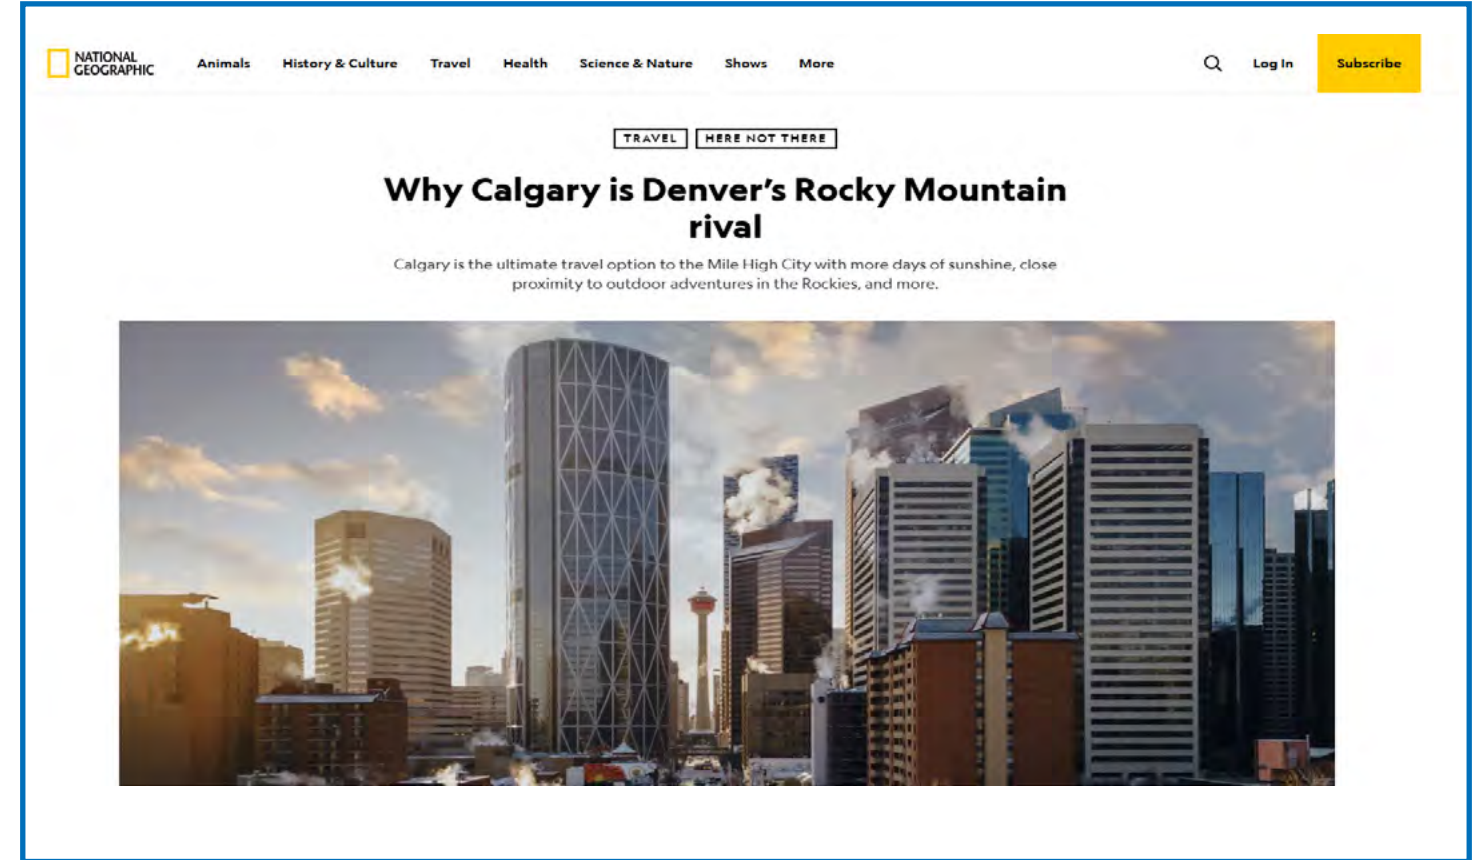 NATIONAL
GEOGRAPHIC
Animals History & Culture Travel Health Science & Nature Shows More Log In Subscribe
TRAVEL HERE NOT THERE
Why Calgary is Denver's Rocky Mountain
rival
Calgary is the ultimate travel option to the Mile High City with more days of sunshine, close
proximity to outdoor adventures in the Rockies, and more.